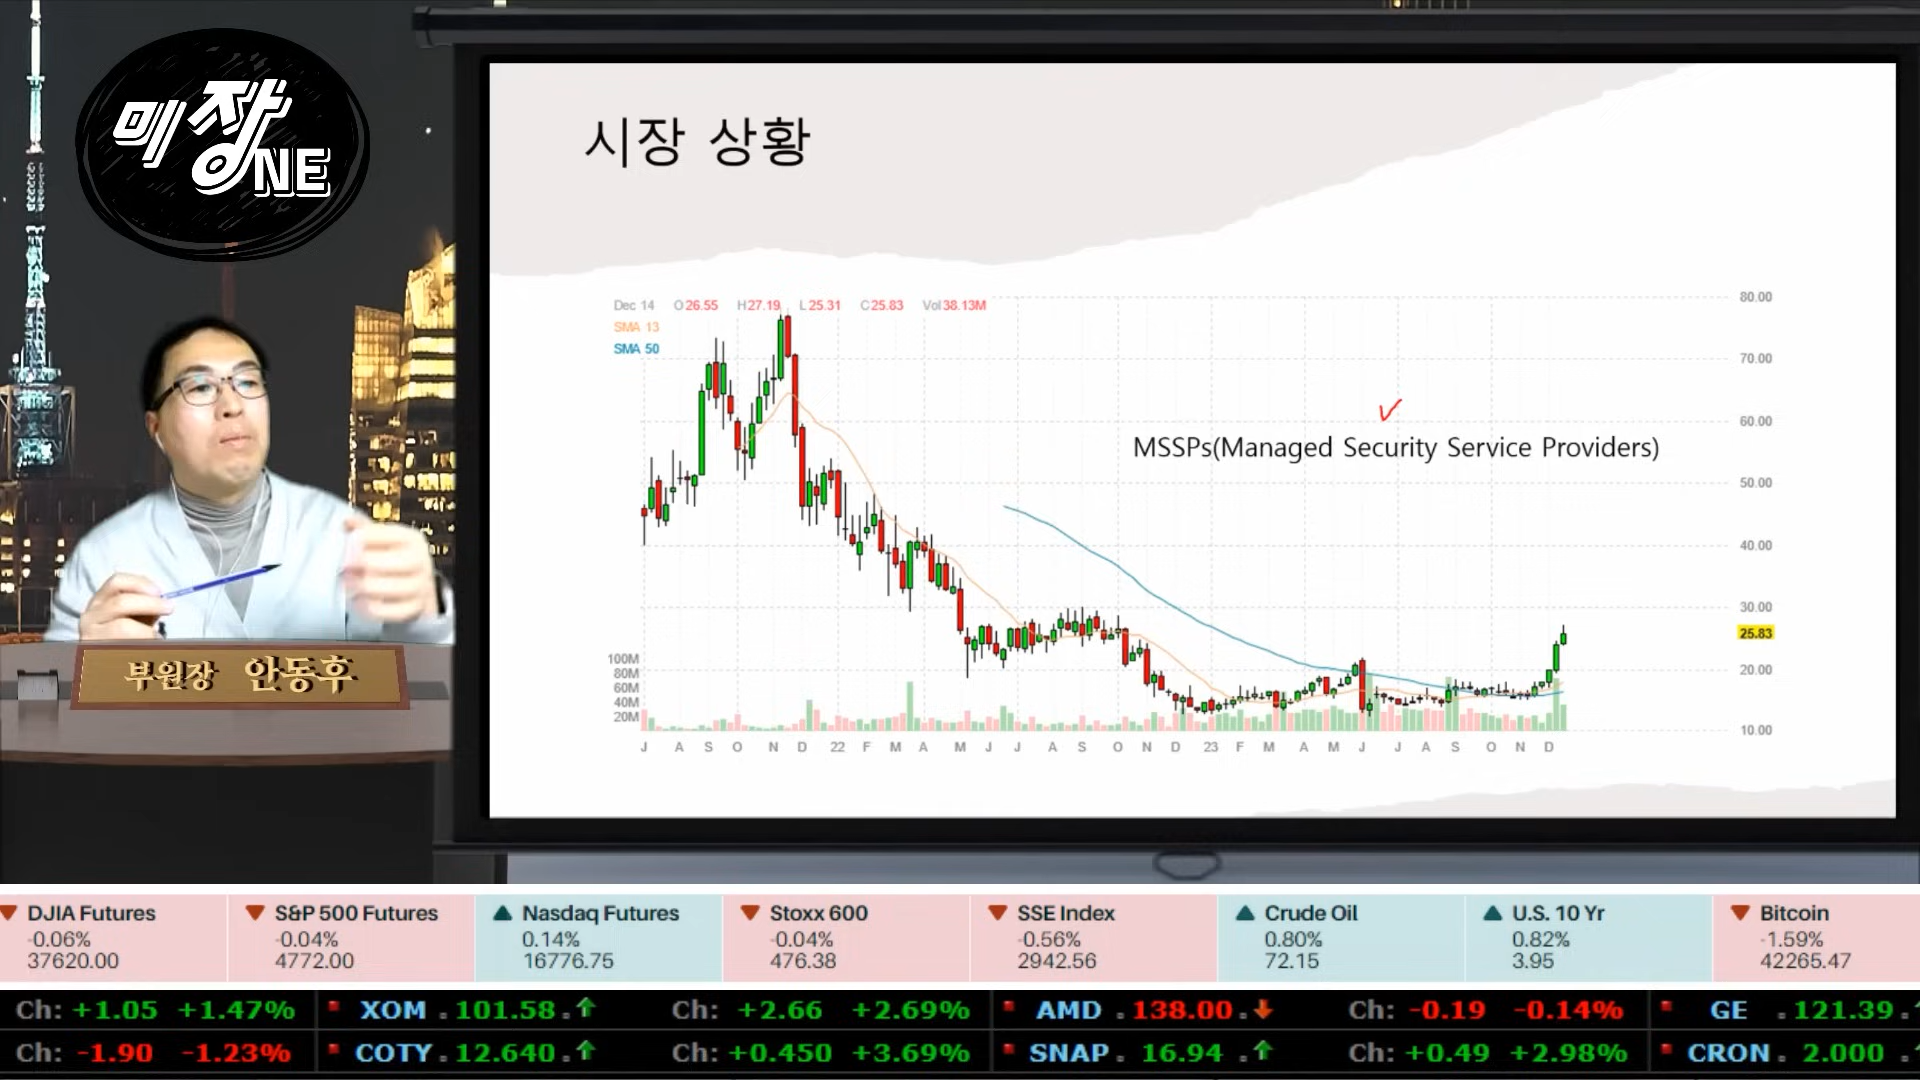 미장
ONE
시장 상황
Dec 14 O26.55 H27.19 L25.31 C25.83 Vol38.13M
SMA 13
SMA 50
MSSPs(Managed Security Service Providers)
80.00
70.00
60.00
50.00
40.00
30.00
25.83
20.00
10.00
100M
80M
60M
40M
20M
J A S O N D 22 F M A M J J A S O N D 23 F M A M J J A S O N D
부원장 안동후
DJIA Futures
-0.06%
37620.00
S&P 500 Futures
-0.04%
4772.00
Nasdaq Futures
0.14%
16776.75
Stoxx 600
-0.04%
476.38
SSE Index
-0.56%
2942.56
Crude Oil
0.80%
72.15
U.S. 10 Yr
0.82%
3.95
Bitcoin
-1.59%
42265.47
Ch: +1.05 +1.47% XOM 101.58 Ch: +2.66 +2.69% AMD 138.00 Ch: -0.19 -0.14% GE 121.39
Ch: -1.90 -1.23% COTY 12.640 Ch: +0.450 +3.69% SNAP 16.94 Ch: +0.49 +2.98% CRON 2.000